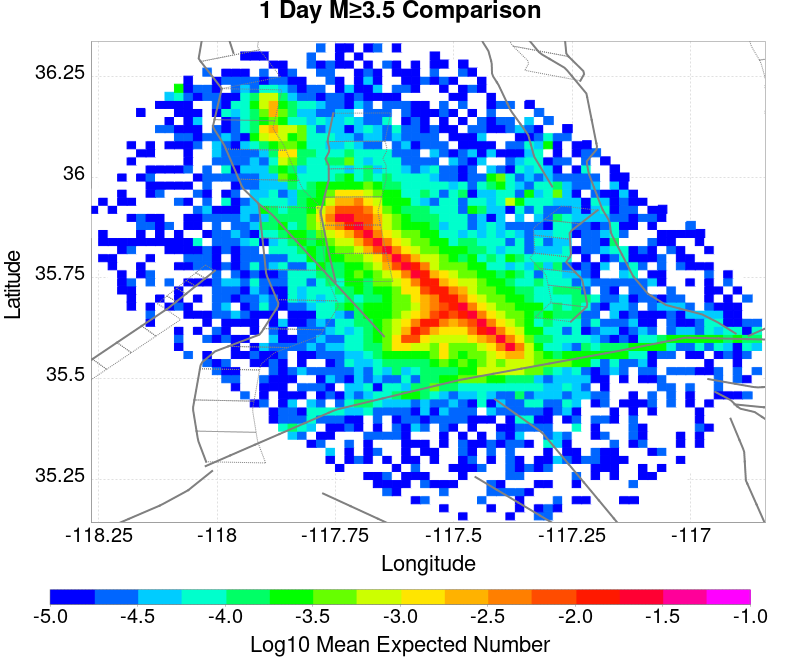 1 Day M≥3.5 Comparison
36.25
36
35.75
35.5
35.25
Latitude
-118.25 -118 -117.75 -117.5 -117.25 -117
Longitude
-5.0 -4.5 -4.0 -3.5 -3.0 -2.5 -2.0 -1.5 -1.0
Log10 Mean Expected Number